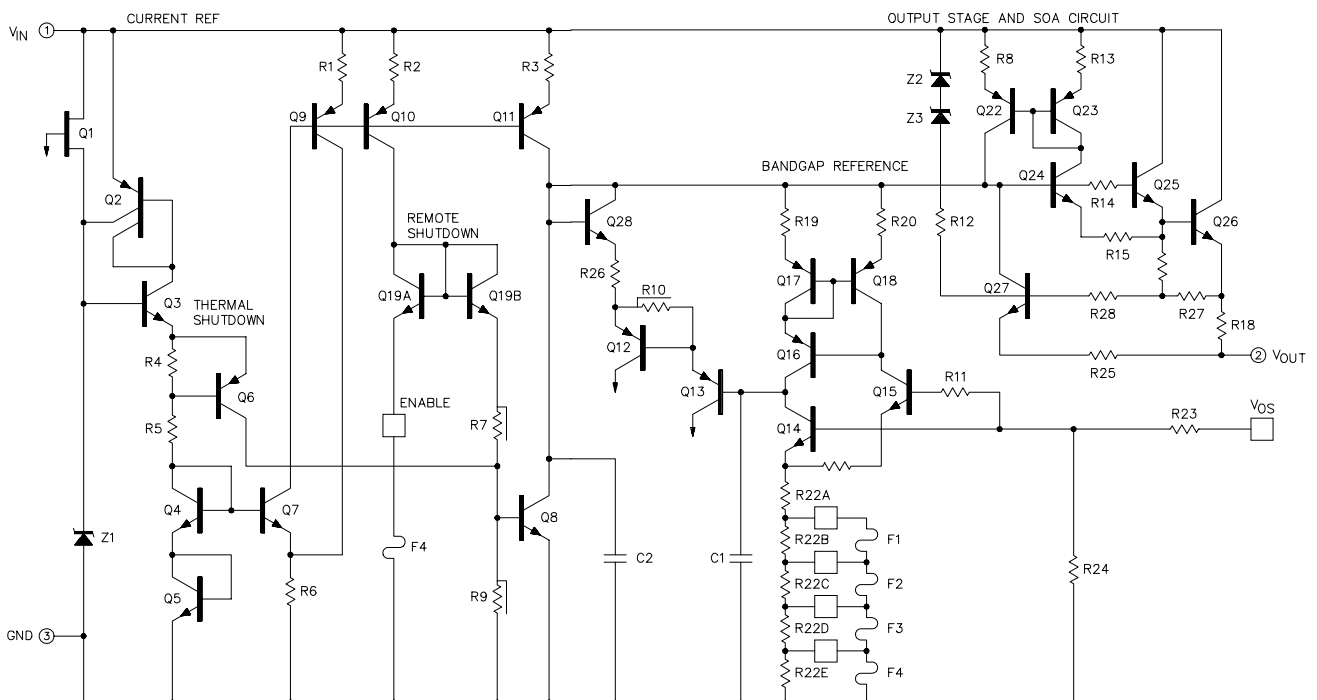 CURRENT REF
OUTPUT STAGE AND SOA CIRCUIT
VIN 1
R1
R2
R3
Z2
R8
R13
Q1
Q9
Q10
Q11
Z3
Q22
Q23
Q2
BANDGAP REFERENCE
Q24
R14
Q25
REMOTE
SHUTDOWN
Q28
R19
R20
R12
R15
Q26
Q3
THERMAL
SHUTDOWN
Q19A
Q19B
R26
R10
Q17
Q18
Q27
R28
R27
R18
R4
Q12
Q16
2 VOUT
R25
Q6
ENABLE
Q13
Q15
R11
VOS
R5
R7
Q14
R23
R22A
Q4
Q7
Q8
Z1
F4
C2
C1
R22B
F1
R24
R22C
F2
Q5
R6
R9
GND 3
R22D
F3
R22E
F4